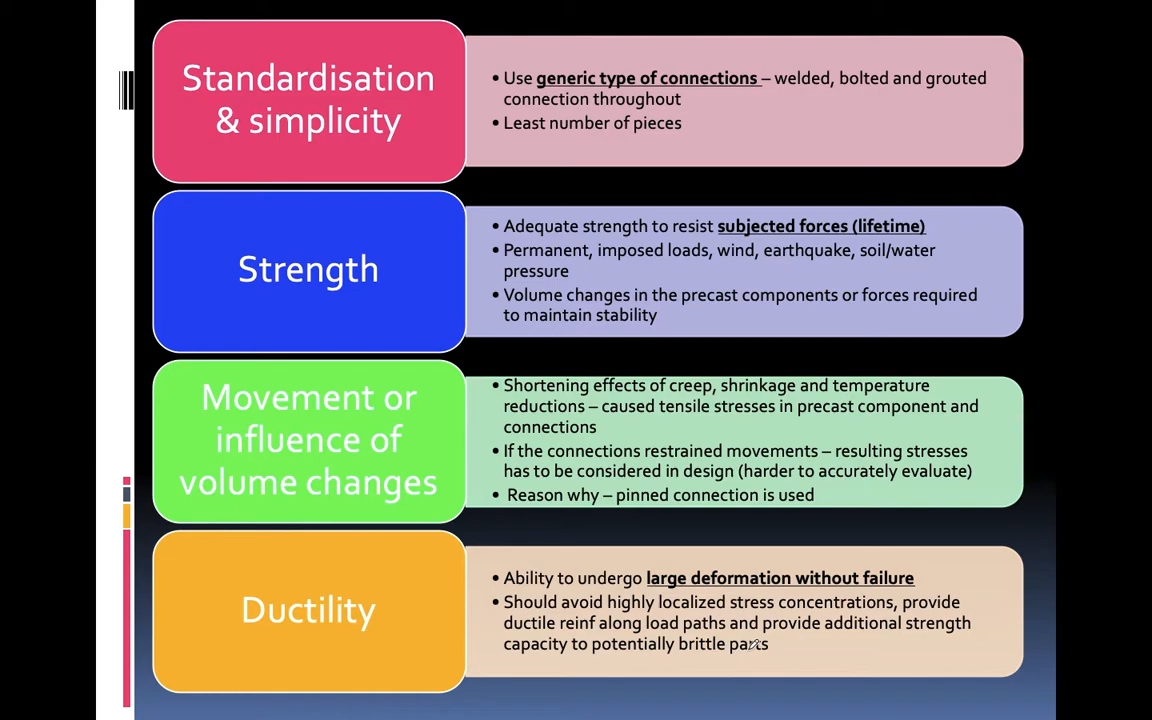 Standardisation
& simplicity
• Use generic type of connections – welded, bolted and grouted
connection throughout
• Least number of pieces
Strength
• Adequate strength to resist subjected forces (lifetime)
• Permanent, imposed loads, wind, earthquake, soil/water
pressure
• Volume changes in the precast components or forces required
to maintain stability
Movement or
influence of
volume changes
• Shortening effects of creep, shrinkage and temperature
reductions – caused tensile stresses in precast component and
connections
• If the connections restrained movements – resulting stresses
has to be considered in design (harder to accurately evaluate)
• Reason why – pinned connection is used
Ductility
• Ability to undergo large deformation without failure
• Should avoid highly localized stress concentrations, provide
ductile reinf along load paths and provide additional strength
capacity to potentially brittle parts